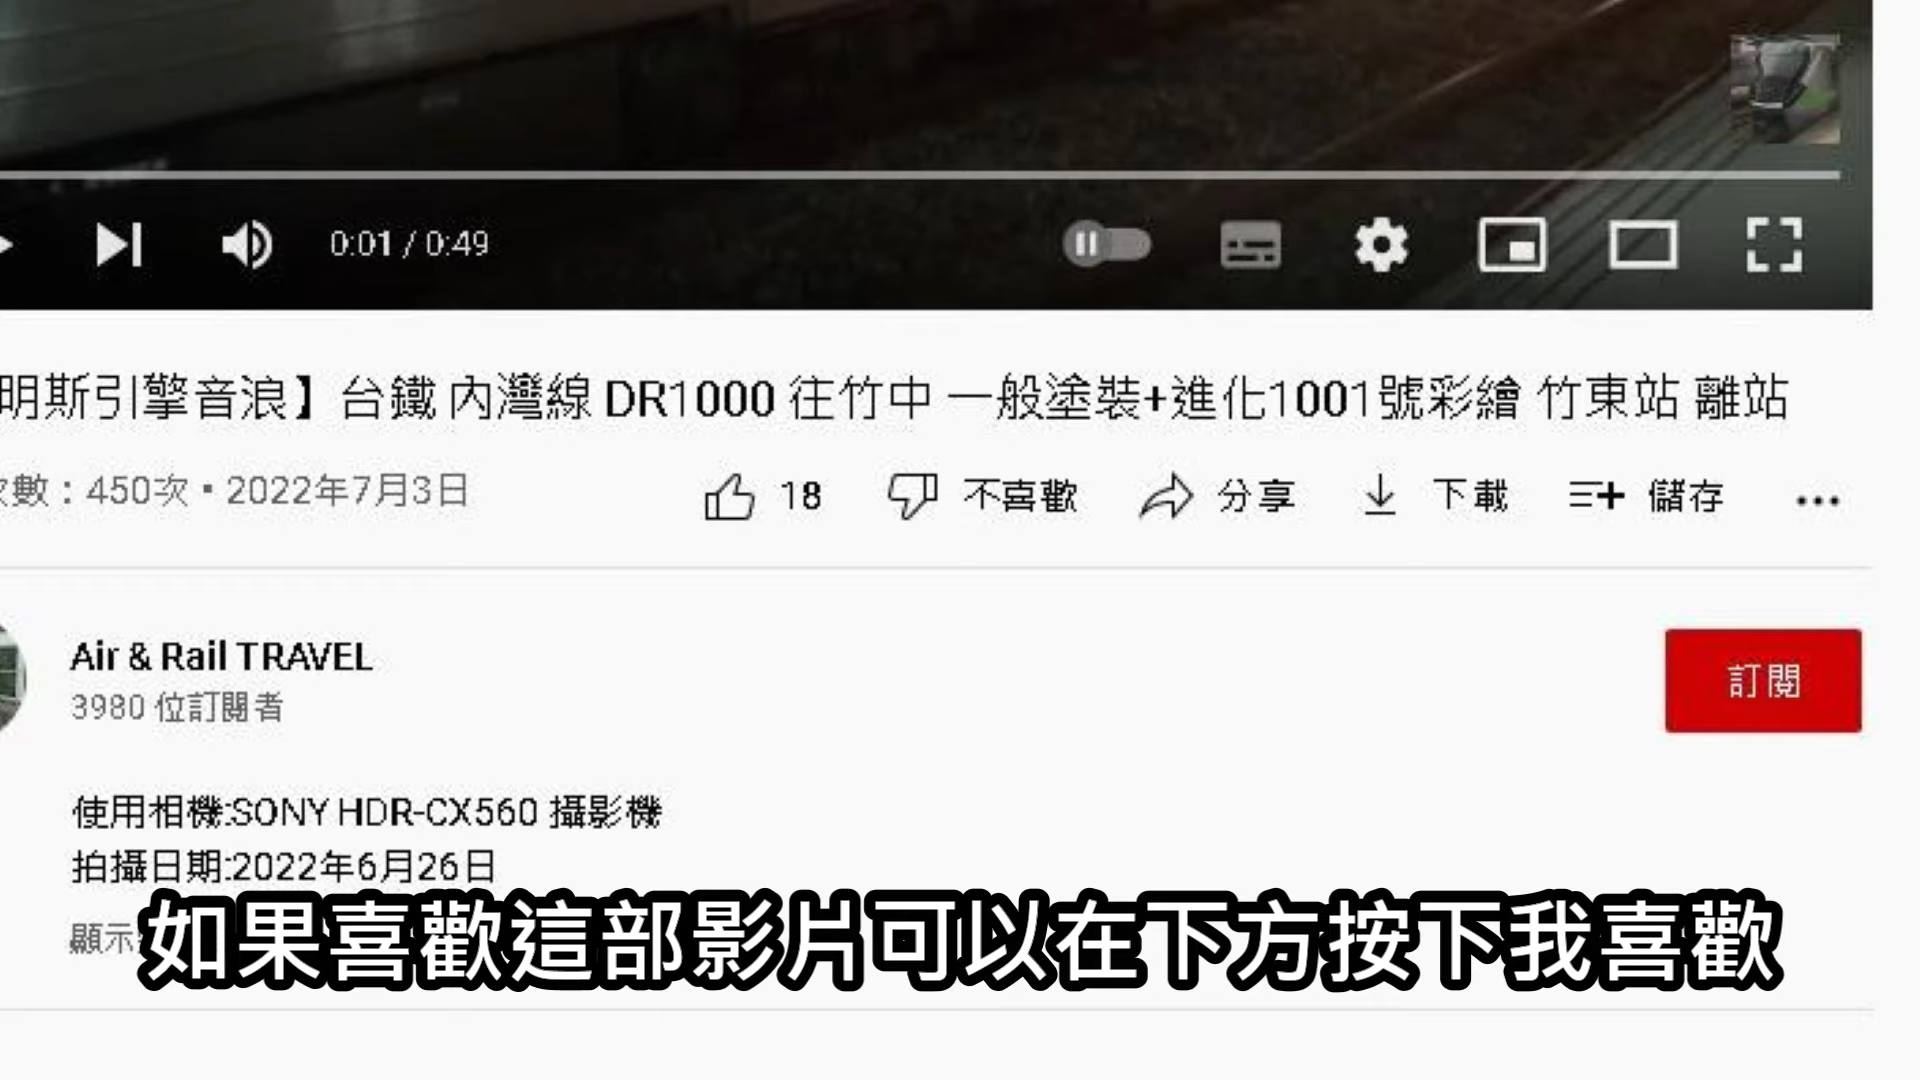 0:01 / 0:49
明斯引擎音浪】台鐵 內灣線 DR1000 往竹中 一般塗裝+進化1001號彩繪 竹東站 離站
數：450次 • 2022年7月3日
18 不喜歡 分享 下載 儲存
Air & Rail TRAVEL
3980 位訂閱者
訂閱
使用相機:SONY HDR-CX560 攝影機
拍攝日期:2022年6月26日
顯示
如果喜歡這部影片可以在下方按下我喜歡